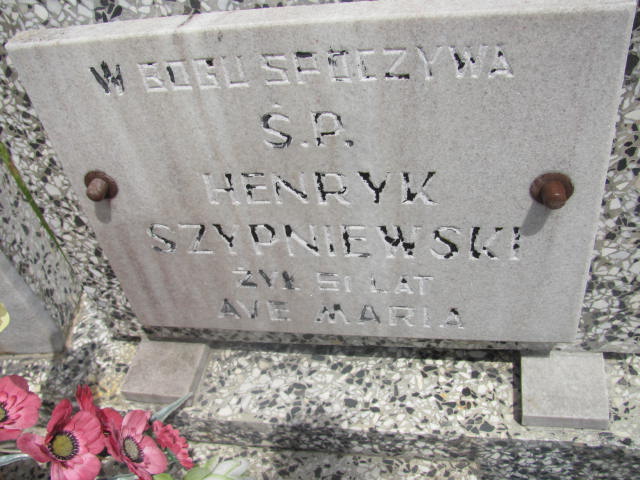 W BOGU SPOCZYWA
Ś.P.
HENRYK
SZYPNIEWSKI
ŻYŁ 51 LAT
AVE MARIA